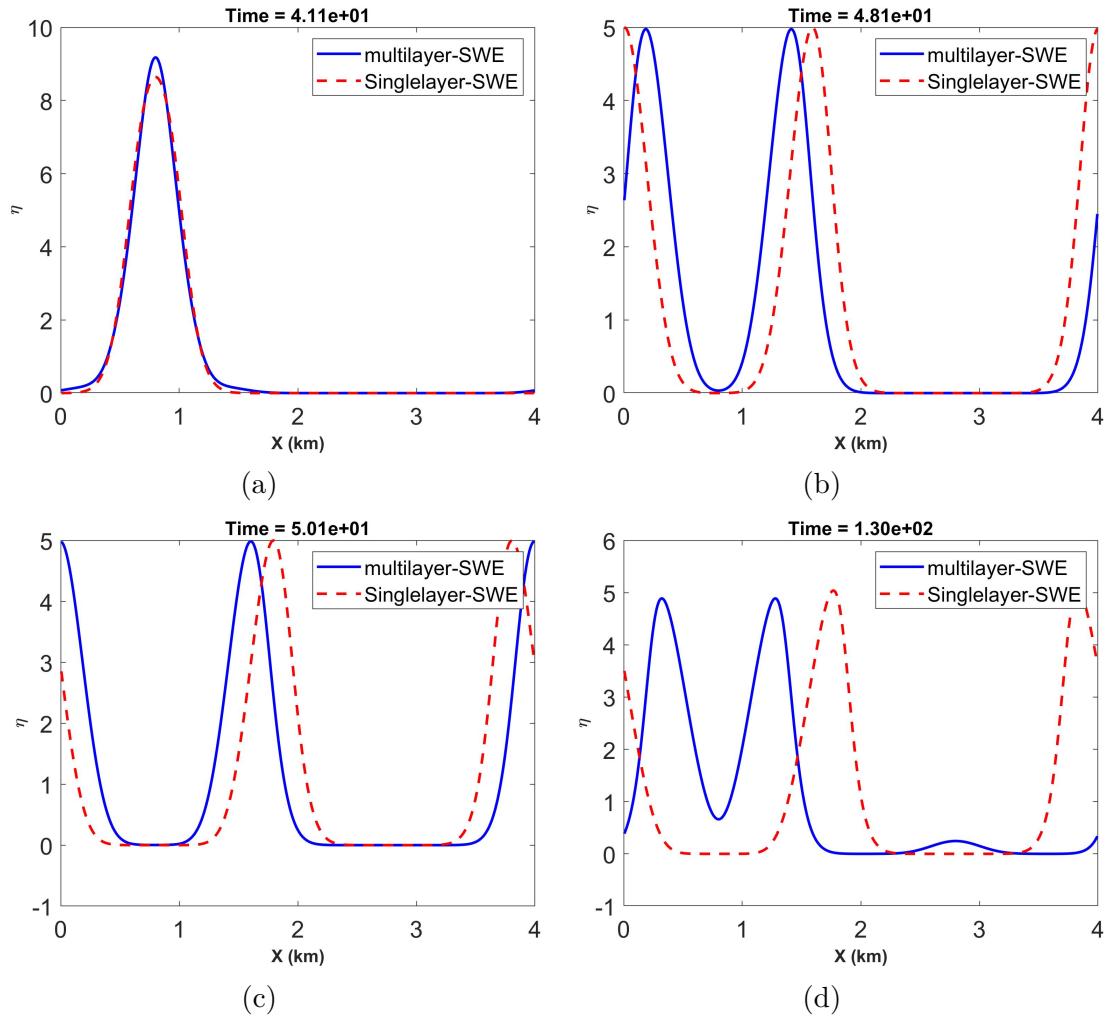 Time = 4.11e+01
10
8
6
4
2
0
η
multilayer-SWE
Singlelayer-SWE
0 1 2 3 4
X (km)
(a)
Time = 4.81e+01
5
4
3
2
1
0
η
multilayer-SWE
Singlelayer-SWE
0 1 2 3 4
X (km)
(b)
Time = 5.01e+01
5
4
3
2
1
0
-1
η
multilayer-SWE
Singlelayer-SWE
0 1 2 3 4
X (km)
(c)
Time = 1.30e+02
6
5
4
3
2
1
0
-1
η
multilayer-SWE
Singlelayer-SWE
0 1 2 3 4
X (km)
(d)